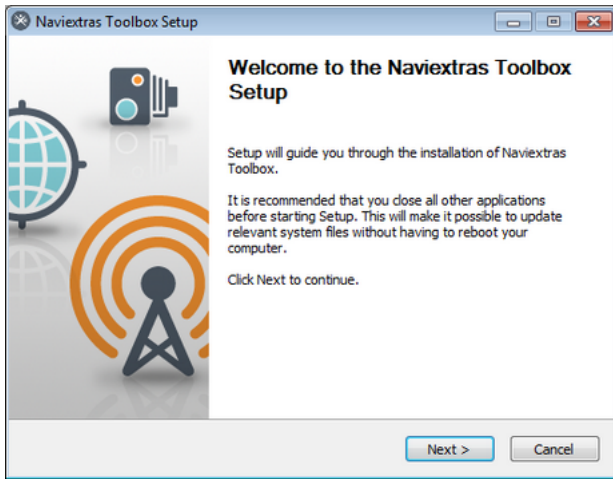 Naviextras Toolbox Setup
Welcome to the Naviextras Toolbox
Setup
Setup will guide you through the installation of Naviextras
Toolbox.
It is recommended that you close all other applications
before starting Setup. This will make it possible to update
relevant system files without having to reboot your
computer.
Click Next to continue.
Next >
Cancel